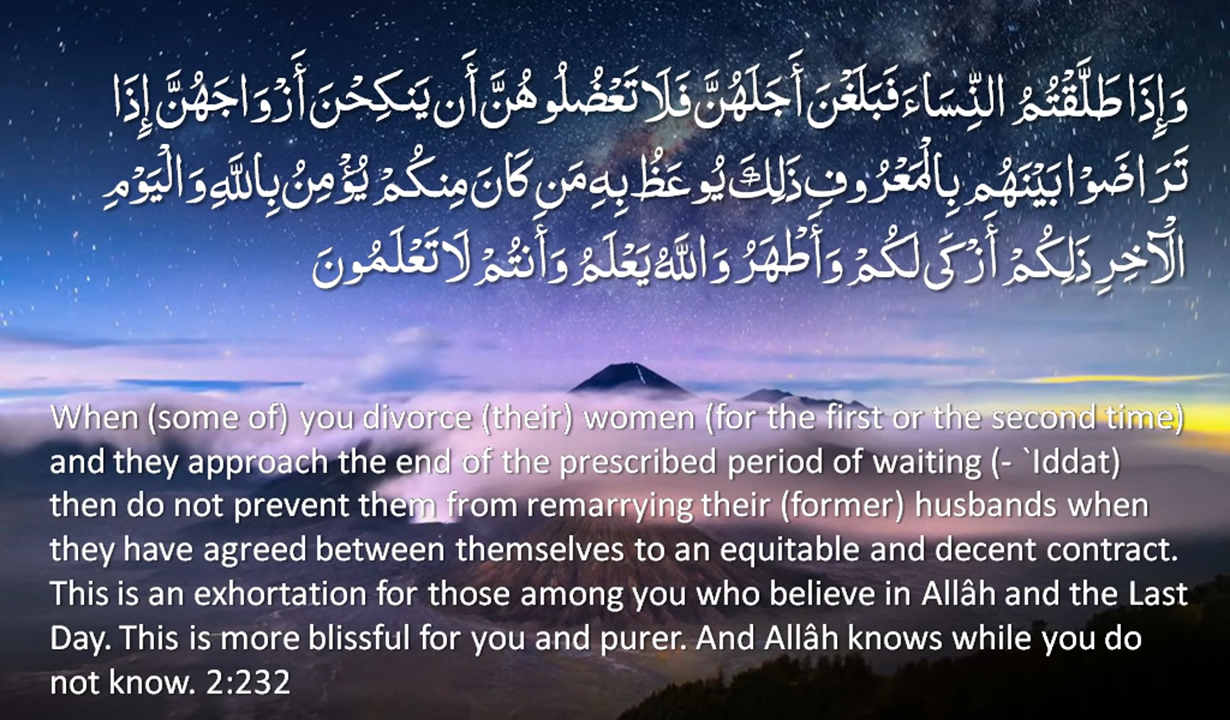 وَإِذَا طَلَّقْتُمُ النِّسَاءَ فَبَلَغْنَ أَجَلَهُنَّ فَلَا تَعْضُلُوهُنَّ أَن يَنكِحْنَ أَزْوَاجَهُنَّ إِذَا
تَرَاضَوْا بَيْنَهُم بِالْمَعْرُوفِ ذَٰلِكَ يُوعَظُ بِهِ مَن كَانَ مِنكُمْ يُؤْمِنُ بِاللَّهِ وَالْيَوْمِ
الْآخِرِ ذَٰلِكُمْ أَزْكَىٰ لَكُمْ وَأَطْهَرُ وَاللَّهُ يَعْلَمُ وَأَنتُمْ لَا تَعْلَمُونَ
When (some of) you divorce (their) women (for the first or the second time)
and they approach the end of the prescribed period of waiting (- `Iddat)
then do not prevent them from remarrying their (former) husbands when
they have agreed between themselves to an equitable and decent contract.
This is an exhortation for those among you who believe in Allâh and the Last
Day. This is more blissful for you and purer. And Allâh knows while you do
not know. 2:232